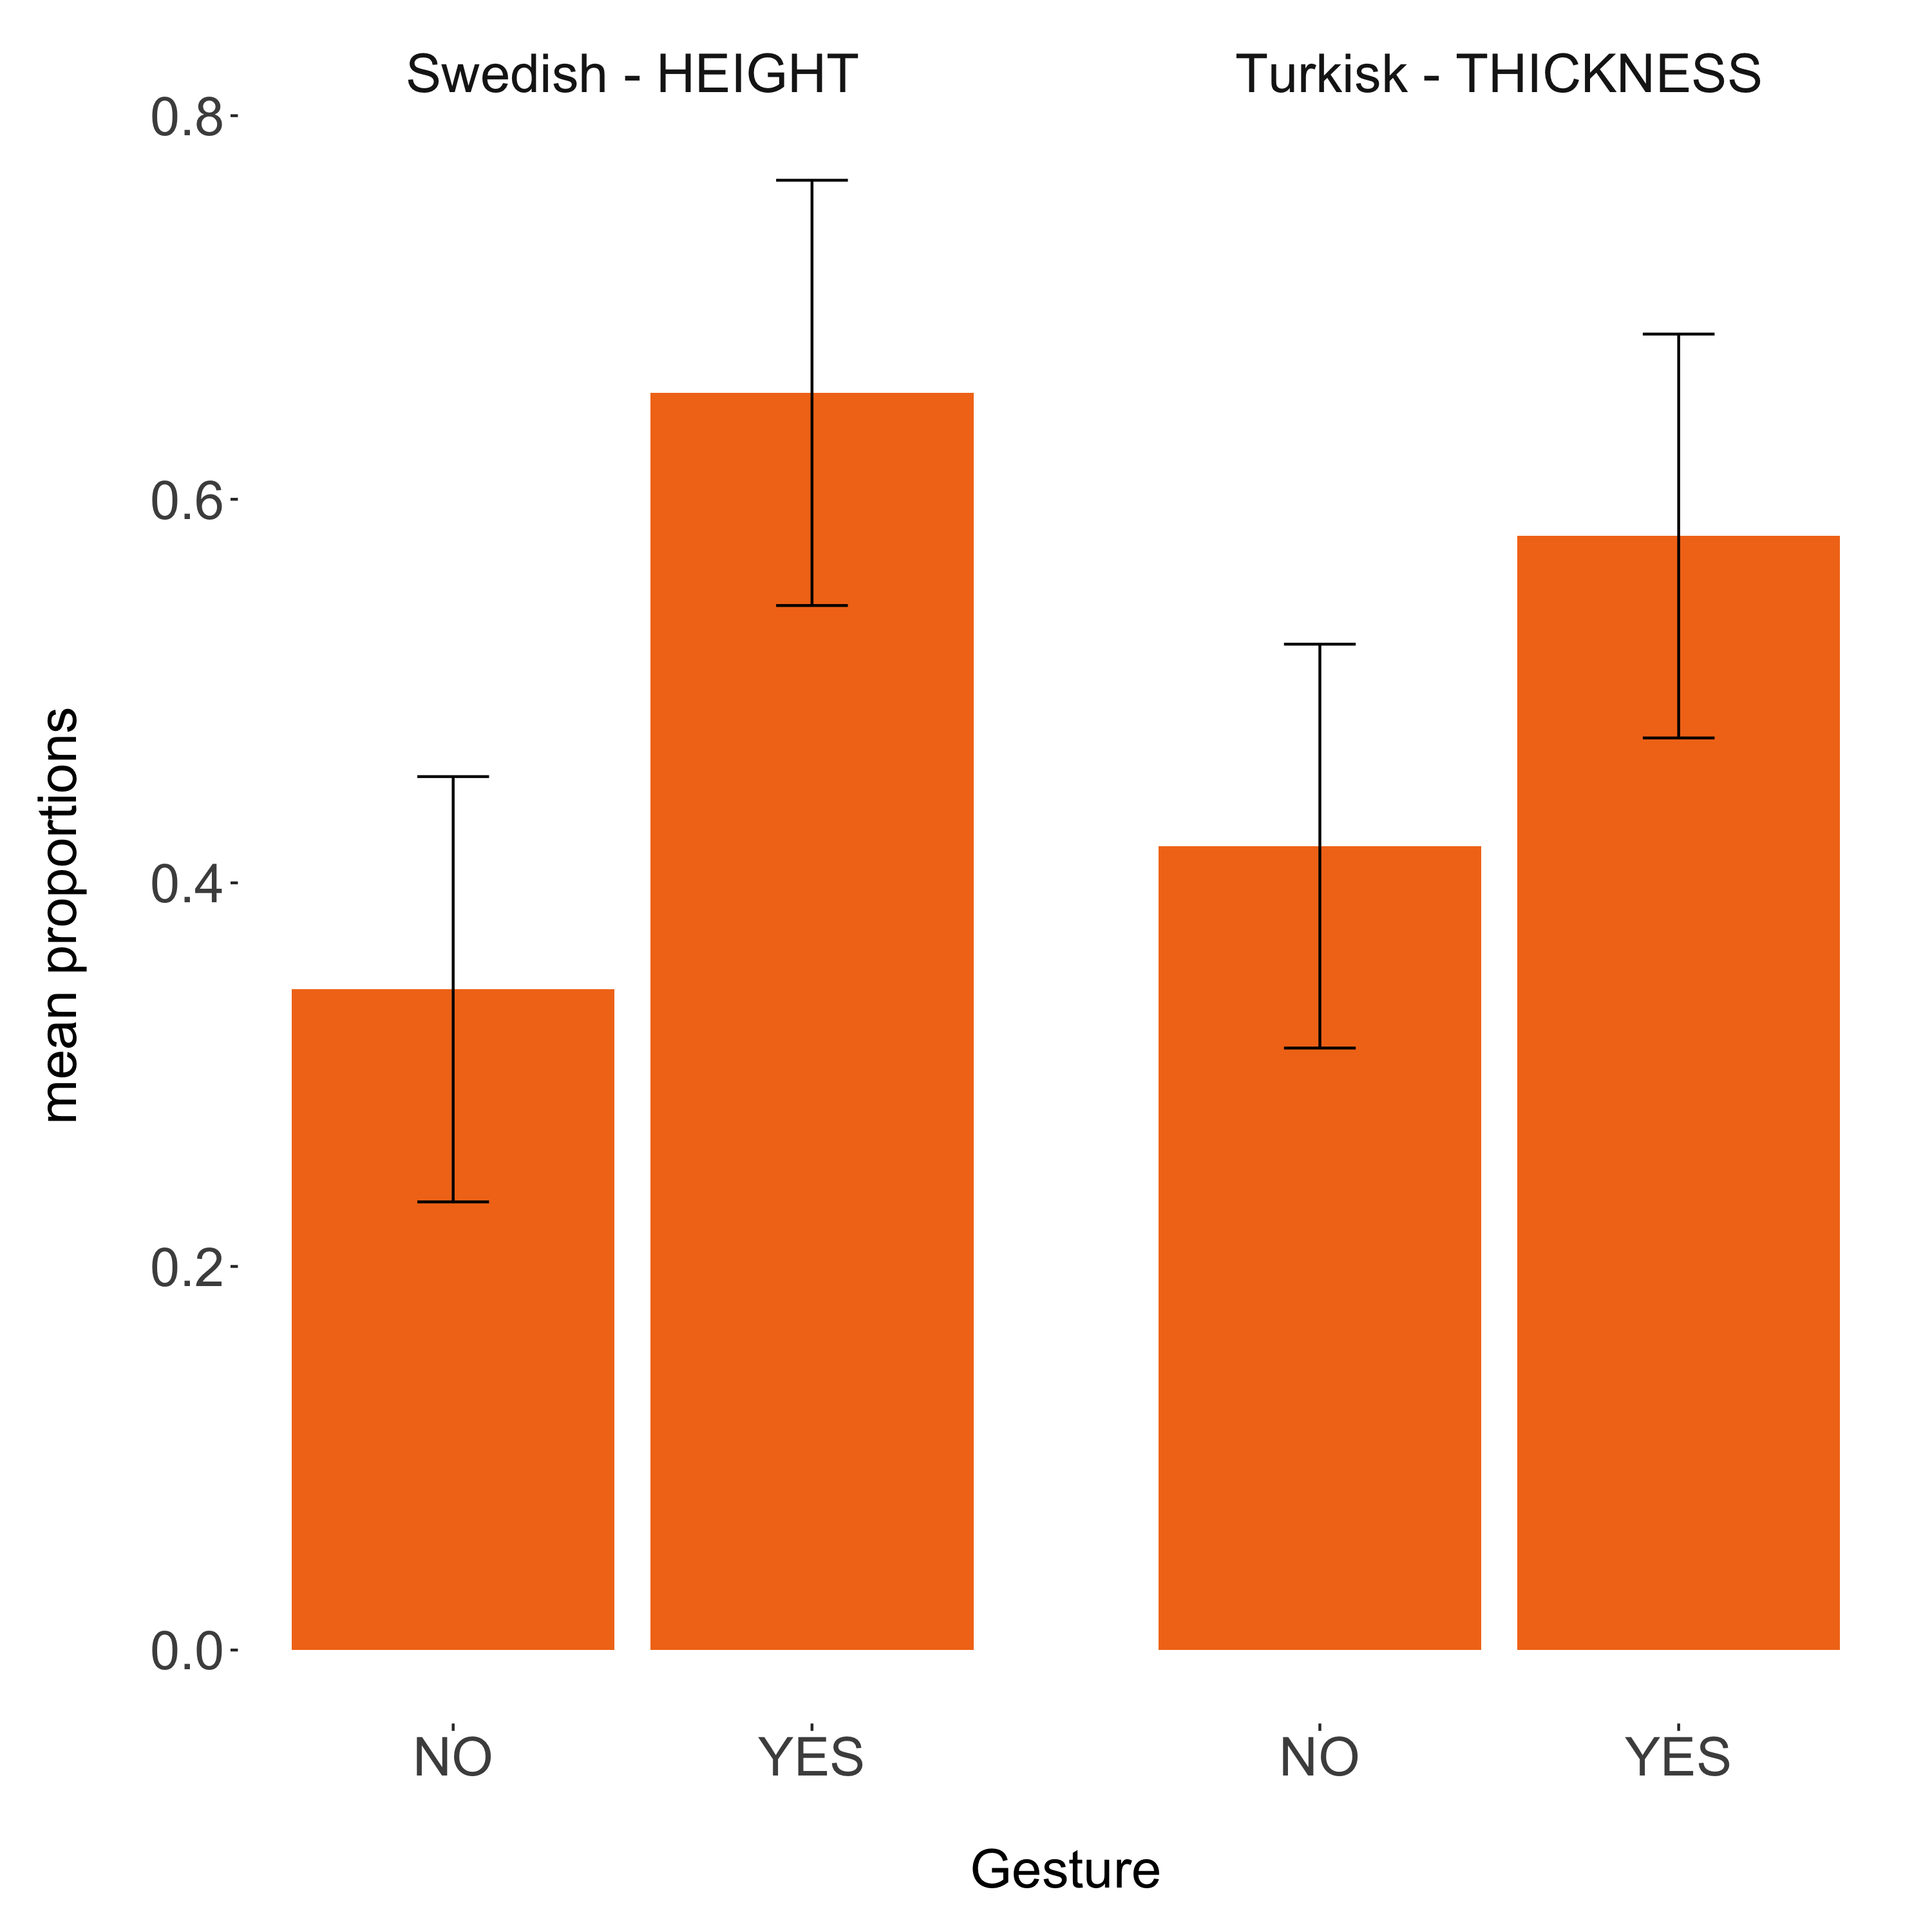 Swedish - HEIGHT
Turkisk - THICKNESS
0.8
0.6
0.4
0.2
0.0
mean proportions
NO
YES
NO
YES
Gesture